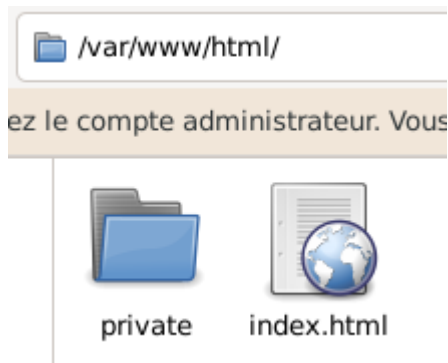 /var/www/html/
ez le compte administrateur. Vous
private
index.html